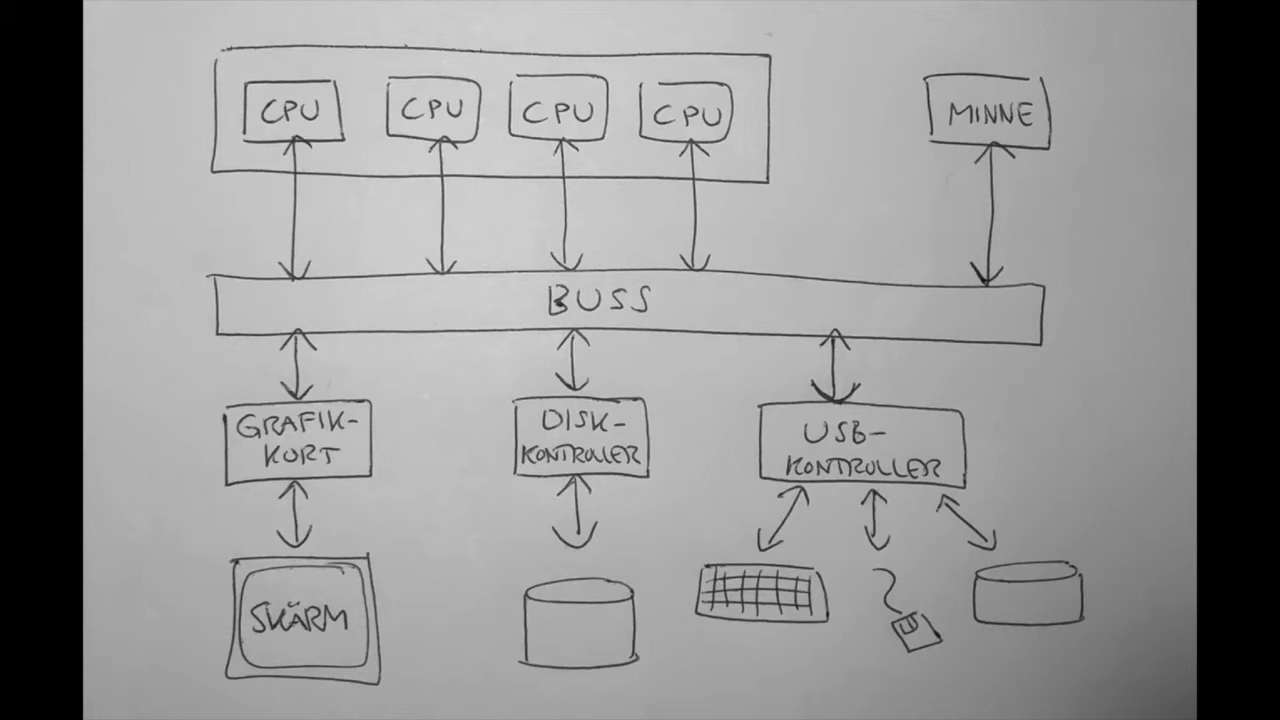 CPU
CPU
CPU
CPU
MINNE
BUSS
GRAFIK-
KORT
DISK-
KONTROLLER
USB-
KONTROLLER
SKÄRM